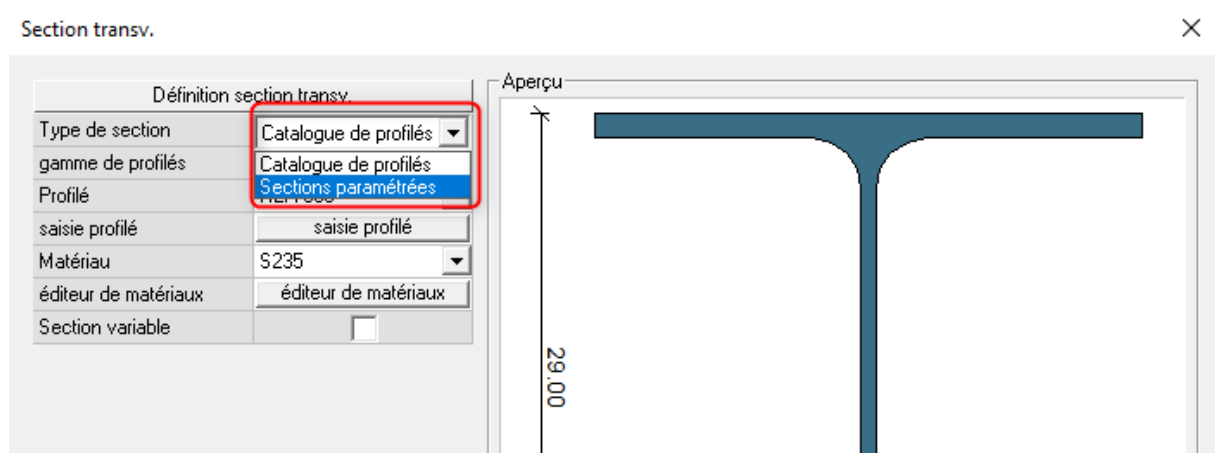 Section transv.
Définition section transv.
Aperçu
Type de section
Catalogue de profilés
gamme de profilés
Catalogue de profilés
Sections paramétrées
Profilé
saisie profilé
saisie profilé
Matériau
S235
éditeur de matériaux
éditeur de matériaux
Section variable
29.00